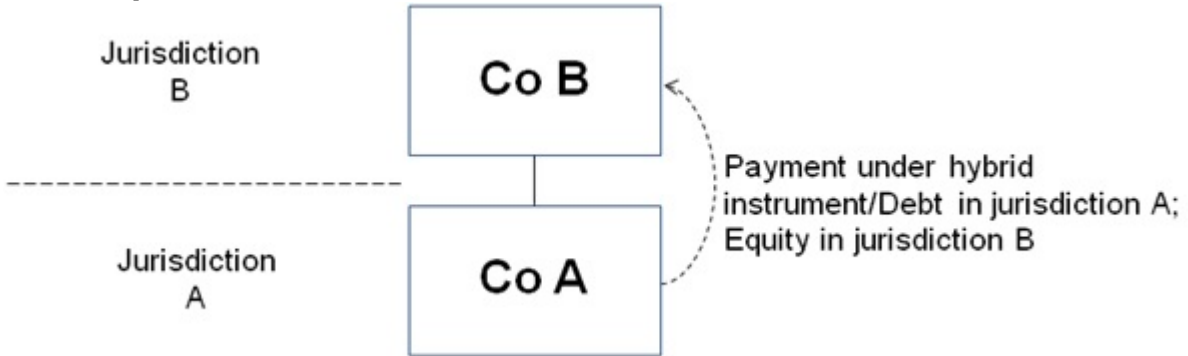 Jurisdiction
B
Co B
Payment under hybrid
instrument/Debt in jurisdiction A;
Equity in jurisdiction B
Jurisdiction
A
Co A